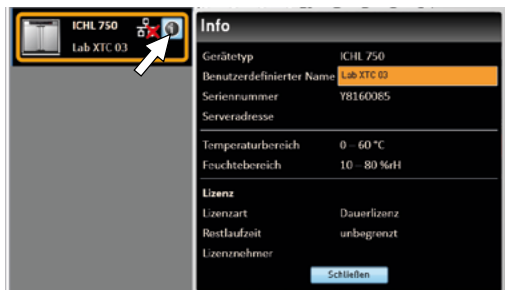 ICHL 750
Lab XTC 03
Info
Gerätetyp ICHL 750
Benutzerdefinierter Name Lab XTC 03
Seriennummer Y8160085
Serveradresse
Temperaturbereich 0 – 60 °C
Feuchtebereich 10 – 80 %rH
Lizenz
Lizenzart Dauerlizenz
Restlaufzeit unbegrenzt
Lizenznehmer
Schließen